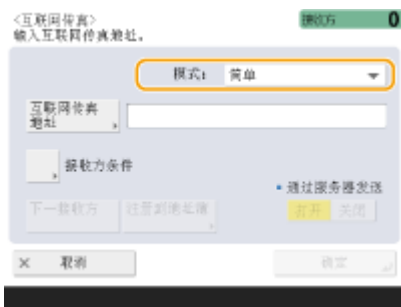 <互联网传真> 接收方 0
输入互联网传真地址。
模式： 简单
互联网传真
地址
接收方条件
通过服务器发送
下一接收方 注册到地址簿 打开 关闭
× 取消 确定